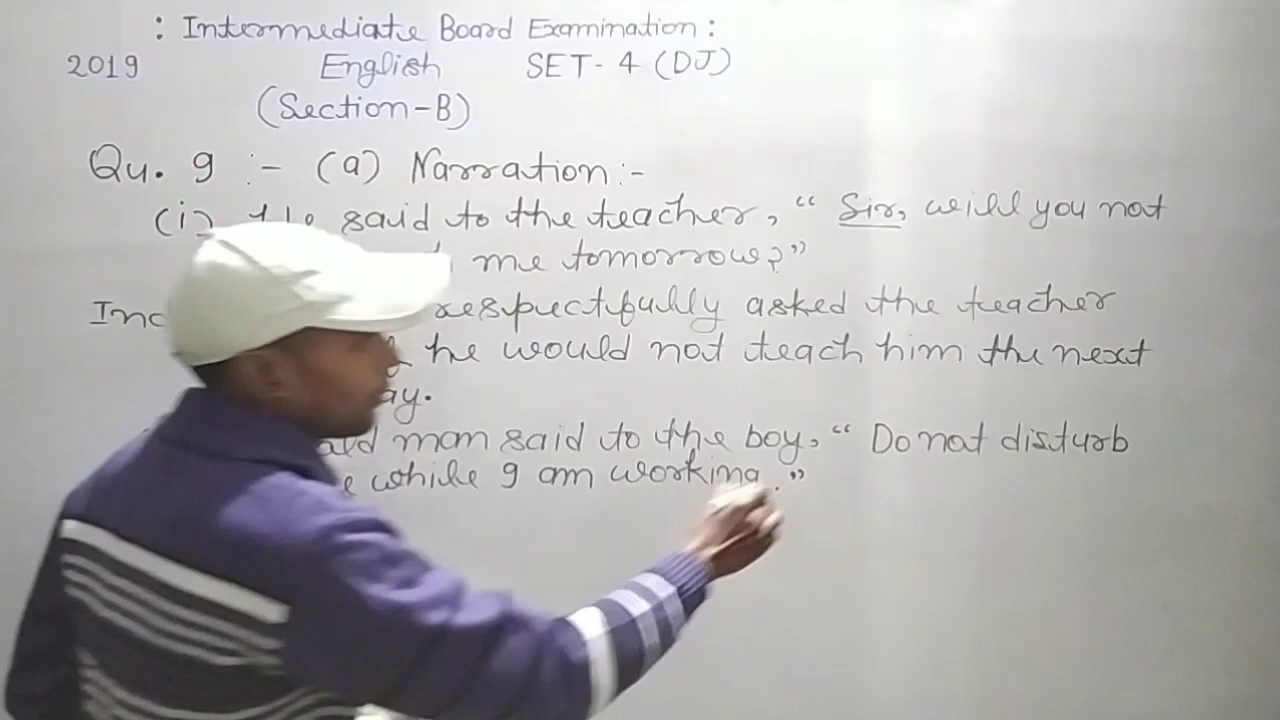 : Intermediate Board Examination :
2019 English SET-4 (DJ)
(Section-B)
Qu. 9 :- (a) Narration :-
(i) He said to the teacher, “ Sir, will you not
me tomorrow?”
respectfully asked the teacher
he would not teach him the next
day.
old man said to the boy, “ Do not disturb
while I am working.”